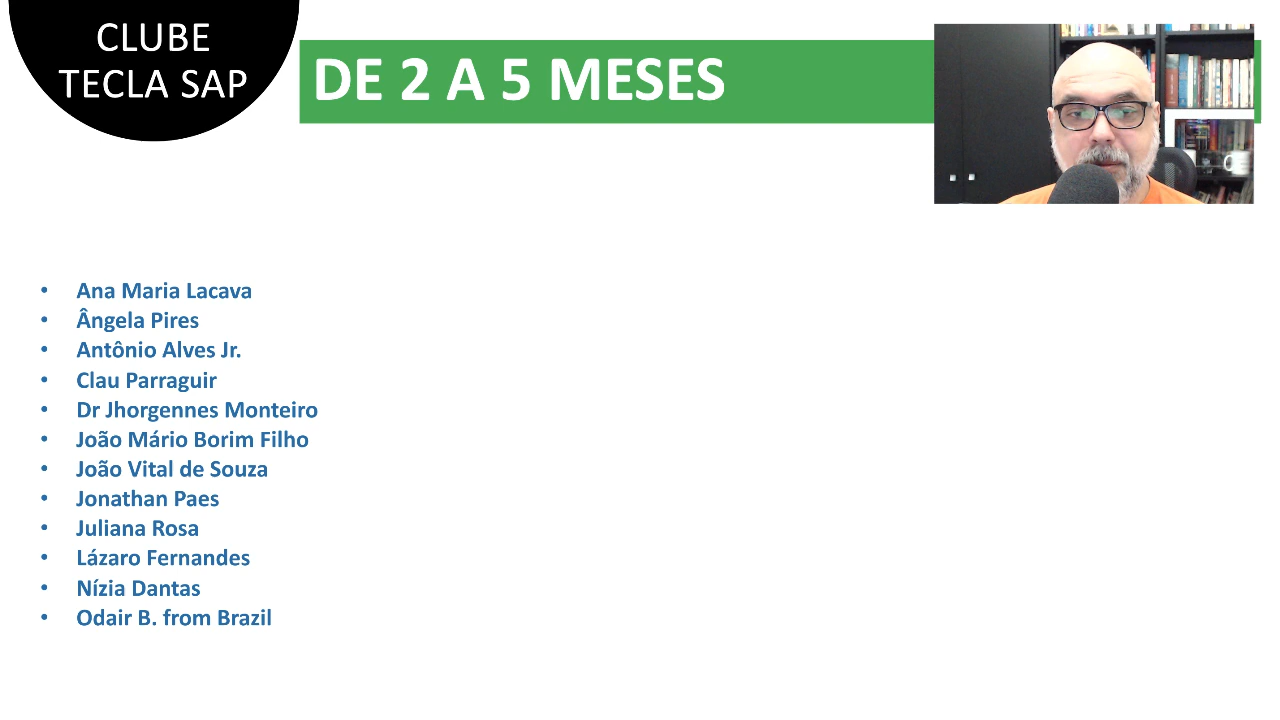 CLUBE
TECLA SAP
DE 2 A 5 MESES
• Ana Maria Lacava
• Ângela Pires
• Antônio Alves Jr.
• Clau Parraguir
• Dr Jhorgennes Monteiro
• João Mário Borim Filho
• João Vital de Souza
• Jonathan Paes
• Juliana Rosa
• Lázaro Fernandes
• Nízia Dantas
• Odair B. from Brazil